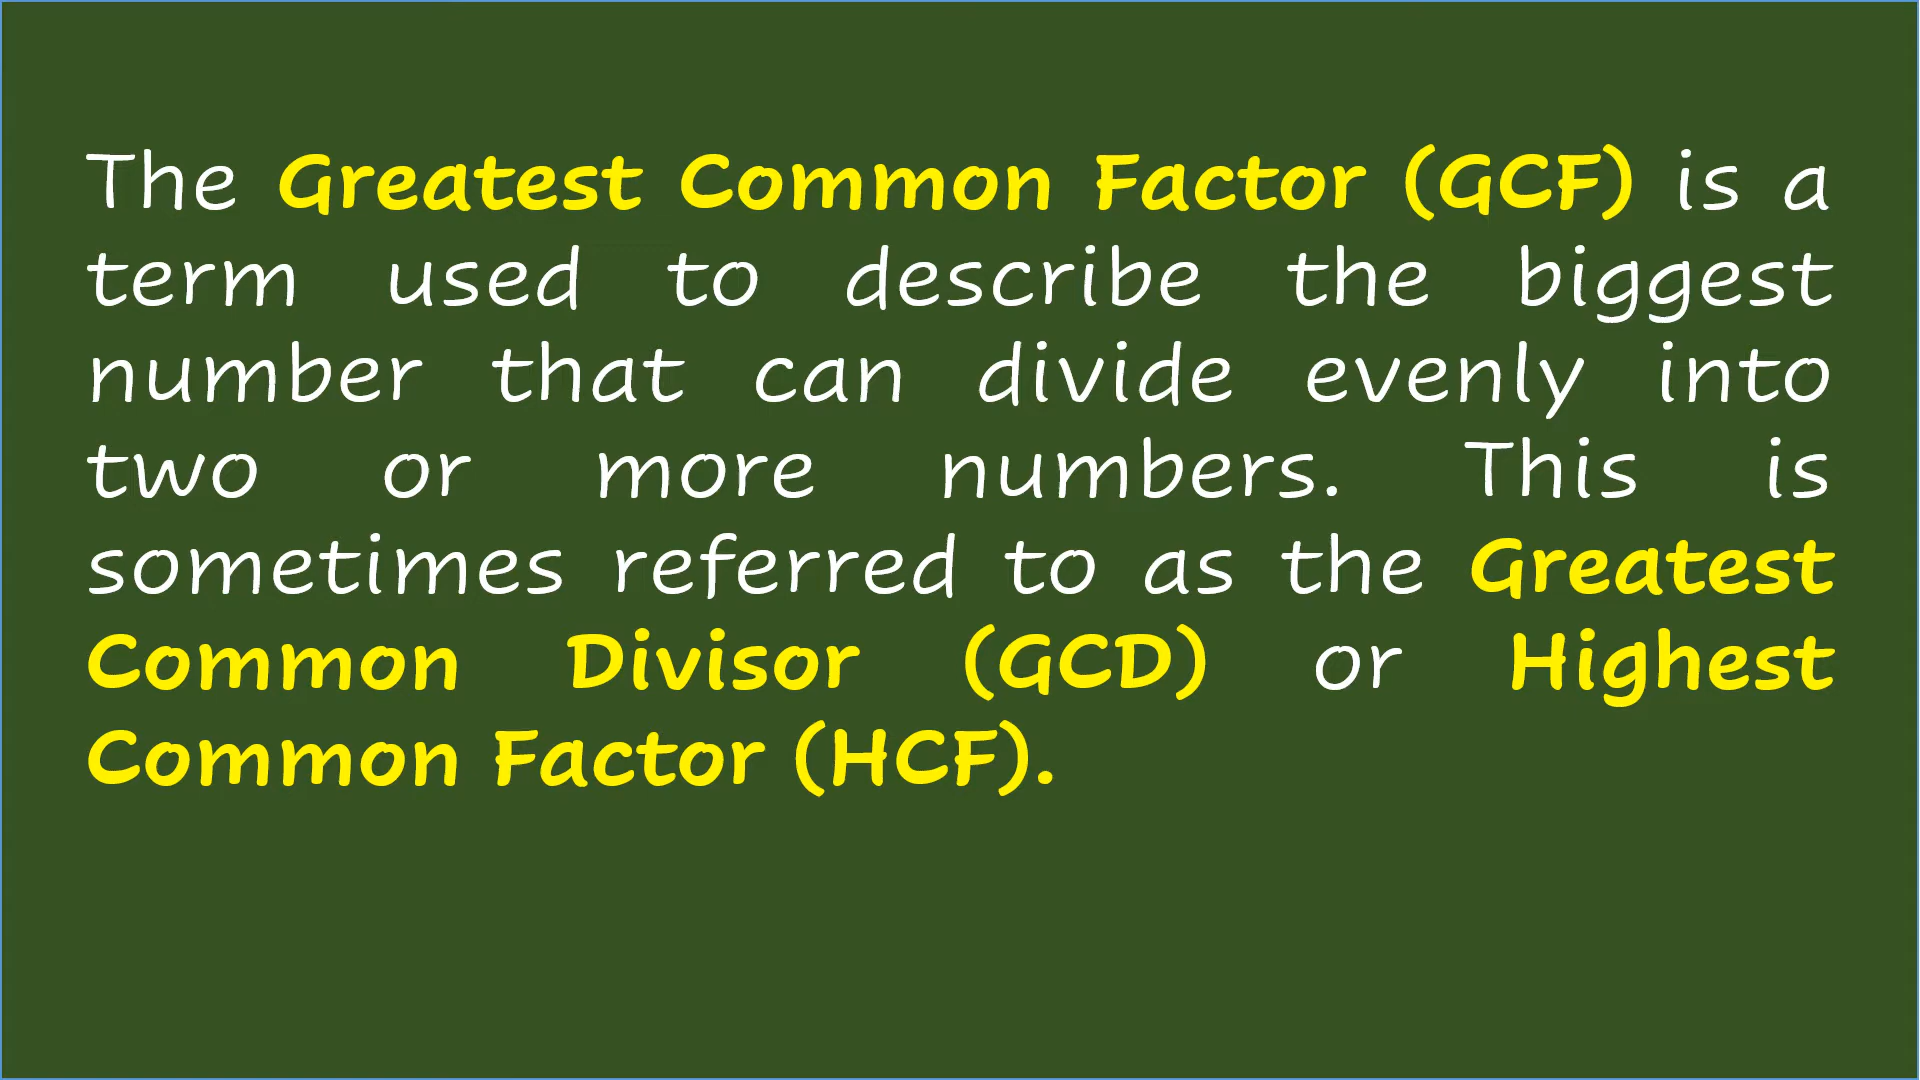 The Greatest Common Factor (GCF) is a
term used to describe the biggest
number that can divide evenly into
two or more numbers. This is
sometimes referred to as the Greatest
Common Divisor (GCD) or Highest
Common Factor (HCF).